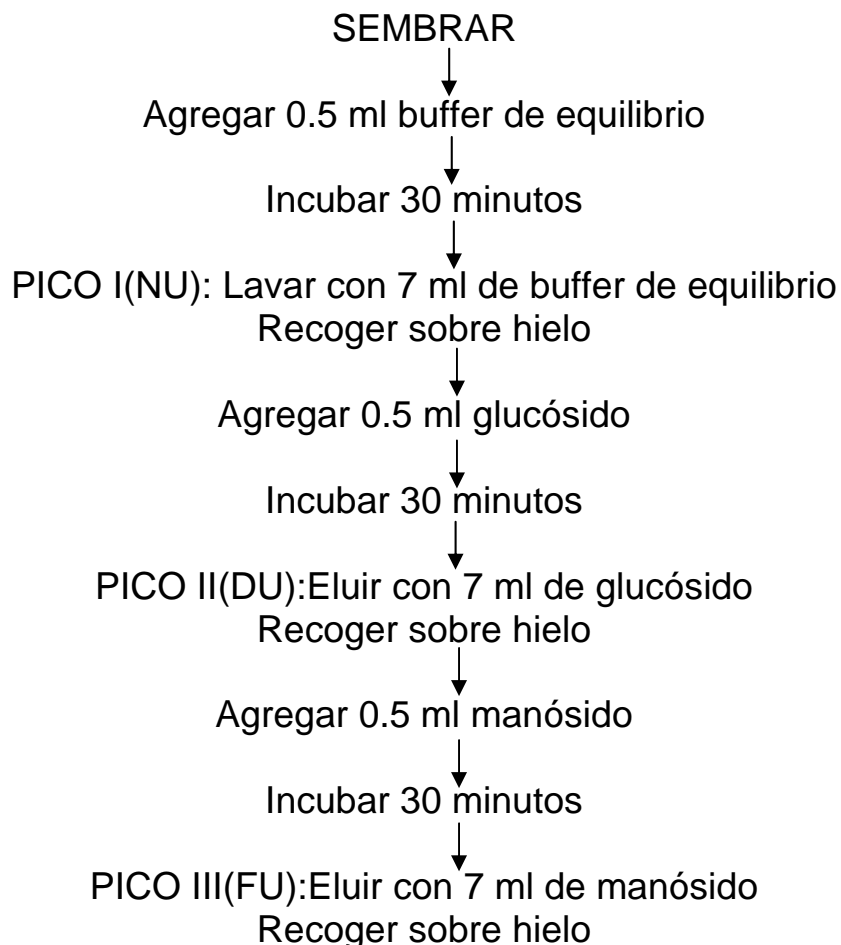 SEMBRAR
Agregar 0.5 ml buffer de equilibrio
Incubar 30 minutos
PICO I(NU): Lavar con 7 ml de buffer de equilibrio
Recoger sobre hielo
Agregar 0.5 ml glucósido
Incubar 30 minutos
PICO II(DU):Eluir con 7 ml de glucósido
Recoger sobre hielo
Agregar 0.5 ml manósido
Incubar 30 minutos
PICO III(FU):Eluir con 7 ml de manósido
Recoger sobre hielo